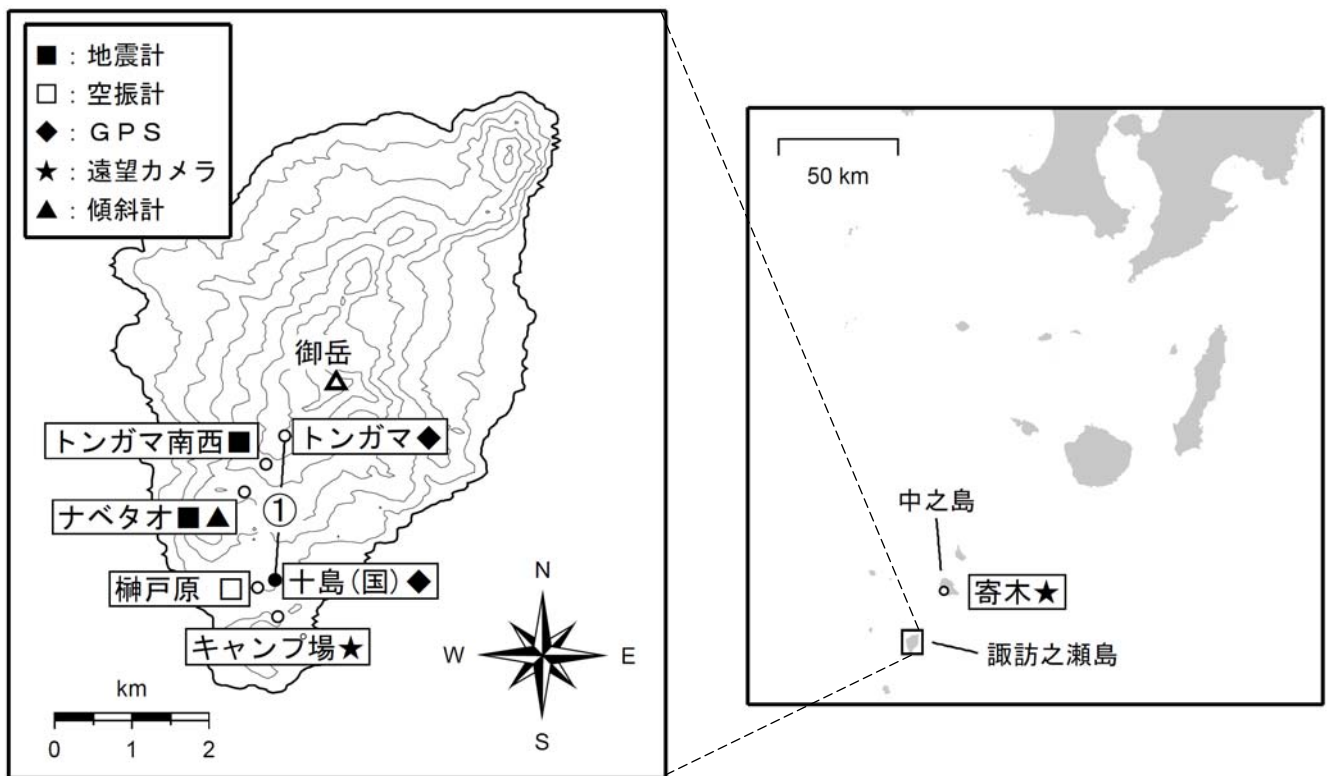 ■：地震計
□：空振計
◆：ＧＰＳ
★：遠望カメラ
▲：傾斜計
御岳
トンガマ南西■
トンガマ◆
①
ナベタオ■▲
榊戸原 □
十島(国)◆
キャンプ場★
km
0 1 2
N
W E
S
50 km
中之島
寄木★
諏訪之瀬島